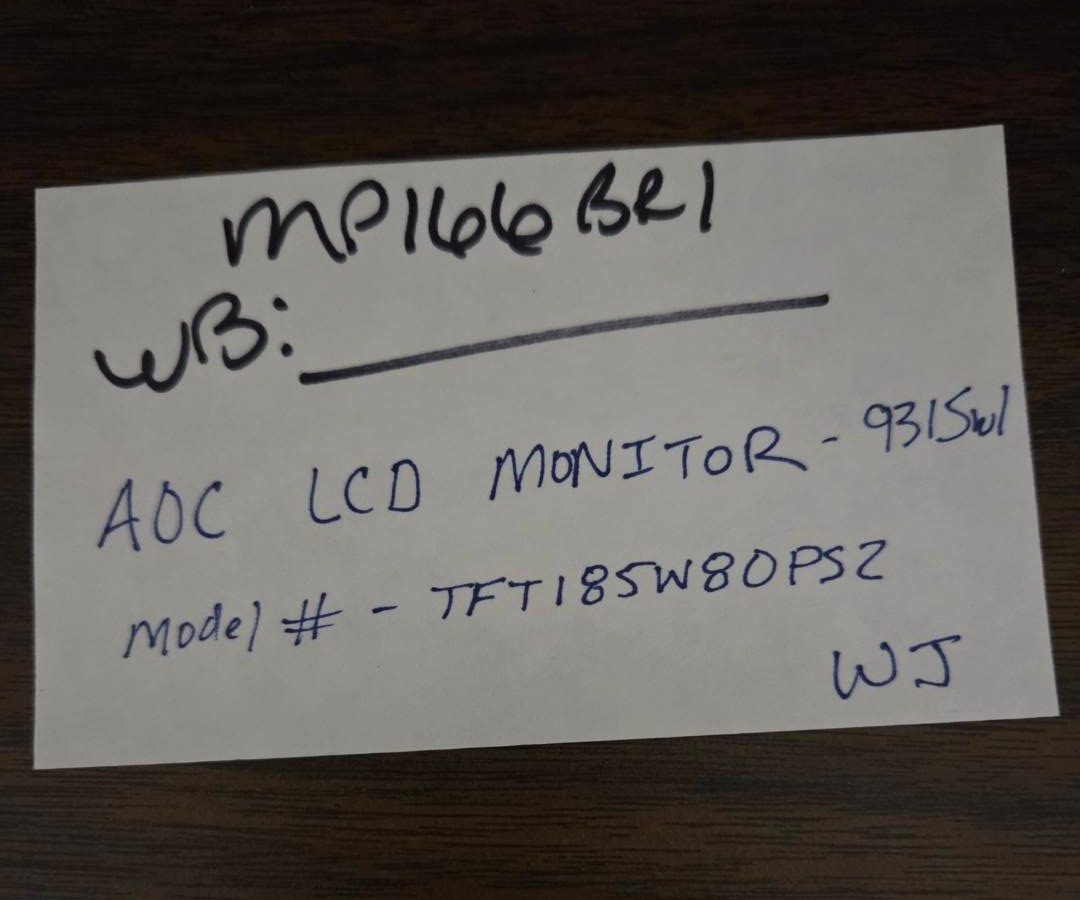 MP166BR1
WB:
AOC LCD MONITOR - 931Swl
Model # - TFT185W80PS2
WJ